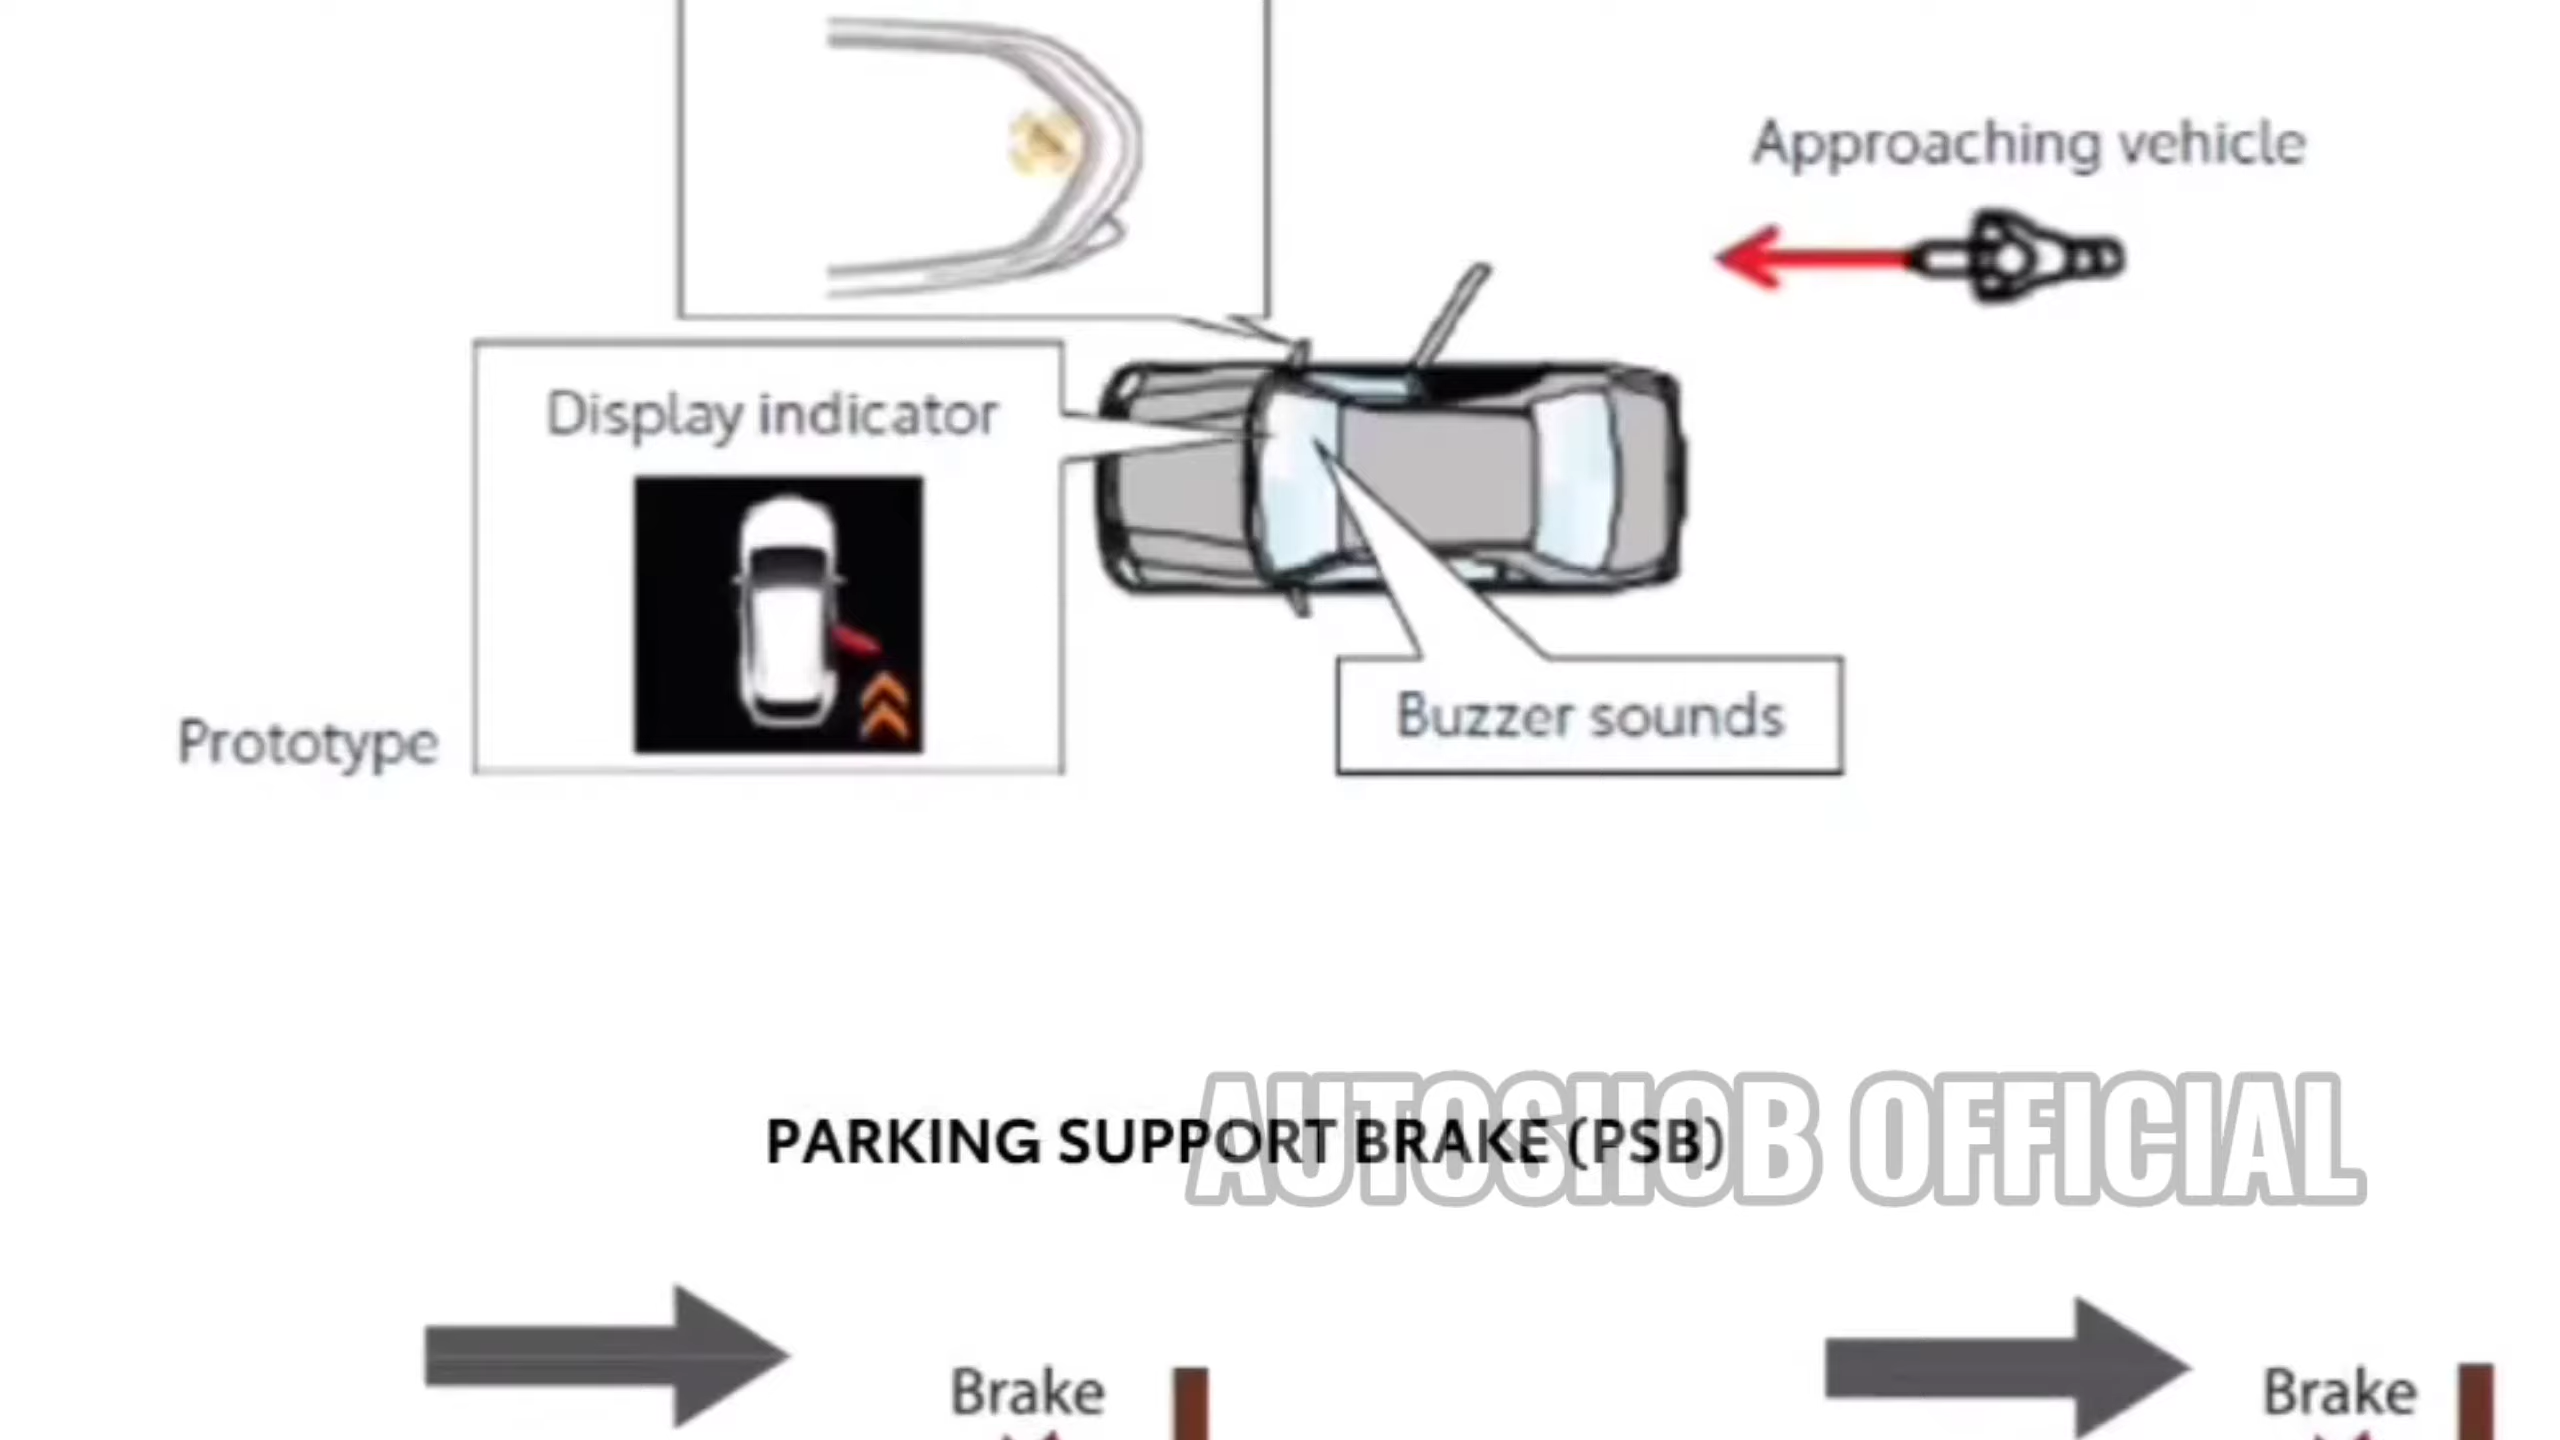 Approaching vehicle
Display indicator
Buzzer sounds
Prototype
PARKING SUPPORT BRAKE (PSB)
AUTOSHOB OFFICIAL
Brake
Brake